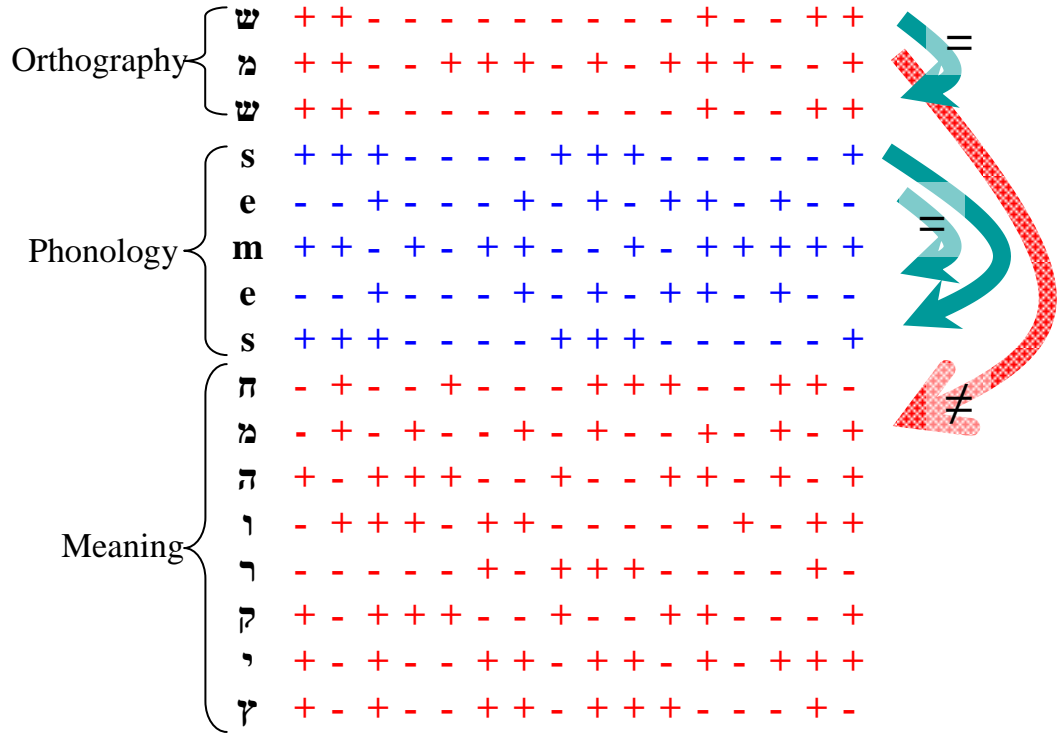 Orthography
ש + + - - - - - - - - - + - - + +
מ + + - - + + + - + - + + + - - +
ש + + - - - - - - - - - + - - + +
=
Phonology
s + + + - - - - + + + - - - - - +
e - - + - - - + - + - + + - + - -
m + + - + - + + - - + - + + + + +
e - - + - - - + - + - + + - + - -
s + + + - - - - + + + - - - - - +
=
Meaning
ח - + - - + - - - + + + - - + + -
מ - + - + - - + - + - - + - + - +
ה + - + + + - - + - - + + - + - +
ו - + + + - + + - - - - - + - + +
ר - - - - - + - + + + - - - - + -
ק + - + + + - - + - - + + - - - +
י + - + - - + + - + + - + - + + +
ץ + - + - - + + - + + + - - - + -
≠